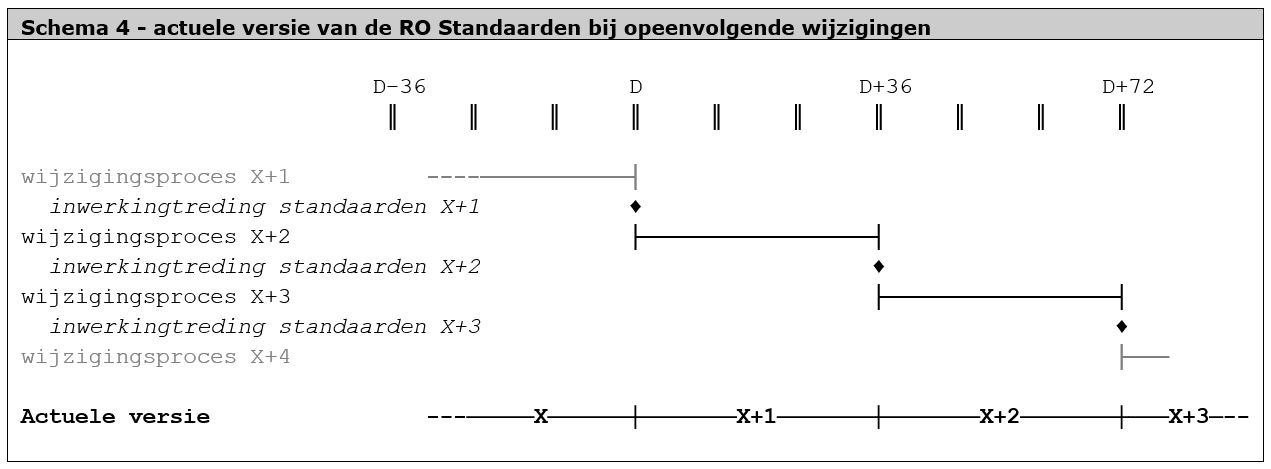 Schema 4 - actuele versie van de RO Standaarden bij opeenvolgende wijzigingen
D-36 D D+36 D+72
wijzigingsproces X+1
inwerkingtreding standaarden X+1
wijzigingsproces X+2
inwerkingtreding standaarden X+2
wijzigingsproces X+3
inwerkingtreding standaarden X+3
wijzigingsproces X+4
Actuele versie X X+1 X+2 X+3